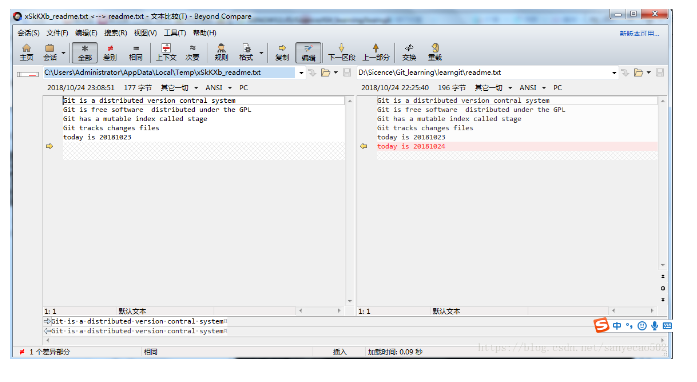 xSkKXb_readme.txt <--> readme.txt - 文本比较(T) - Beyond Compare
会话(S) 文件(F) 编辑(E) 搜索(R) 视图(V) 工具(T) 帮助(H)
新版本可用...
主页 会话 全部 差别 相同 上下文 次要 规则 格式 复制 编辑 下一区段 上一部分 交换 重载
C:\Users\Administrator\AppData\Local\Temp\xSkKXb_readme.txt
D:\Sicence\Git_learning\learngit\readme.txt
2018/10/24 23:08:51 177 字节 其它一切 ANSI PC
2018/10/24 22:25:40 196 字节 其它一切 ANSI PC
Git is a distributed version contral system
Git is free software distributed under the GPL
Git has a mutable index called stage
Git tracks changes files
today is 20181023
Git is a distributed version contral system
Git is free software distributed under the GPL
Git has a mutable index called stage
Git tracks changes files
today is 20181023
today is 20181024
1: 1 默认文本
1: 1 默认文本
Git·is·a·distributed·version·contral·system¤
Git·is·a·distributed·version·contral·system¤
中
1 个差异部分 相同 插入 加载时间: 0.09 秒